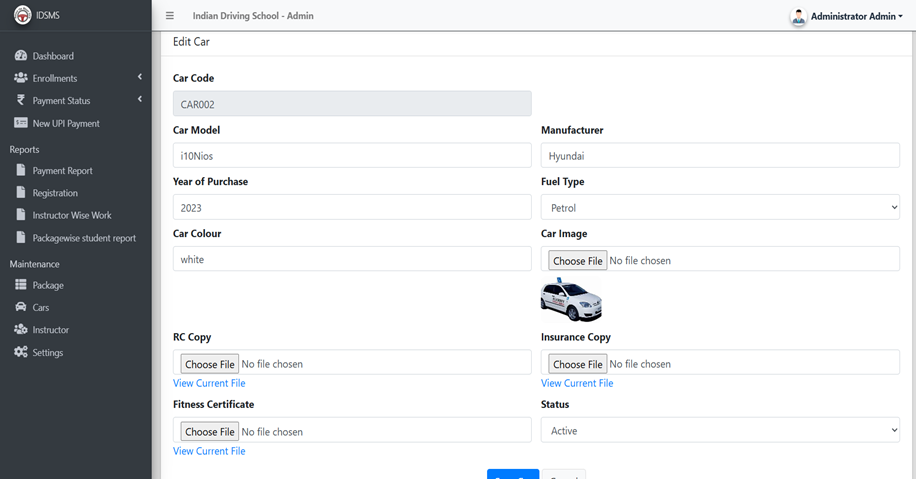 IDSMS
Indian Driving School - Admin
Administrator Admin
Dashboard
Enrollments
Payment Status
New UPI Payment
Reports
Payment Report
Registration
Instructor Wise Work
Packagewise student report
Maintenance
Package
Cars
Instructor
Settings
Edit Car
Car Code
CAR002
Car Model
Manufacturer
i10Nios
Hyundai
Year of Purchase
Fuel Type
2023
Petrol
Car Colour
Car Image
white
Choose File No file chosen
RC Copy
Insurance Copy
Choose File No file chosen
Choose File No file chosen
View Current File
View Current File
Fitness Certificate
Status
Choose File No file chosen
Active
View Current File